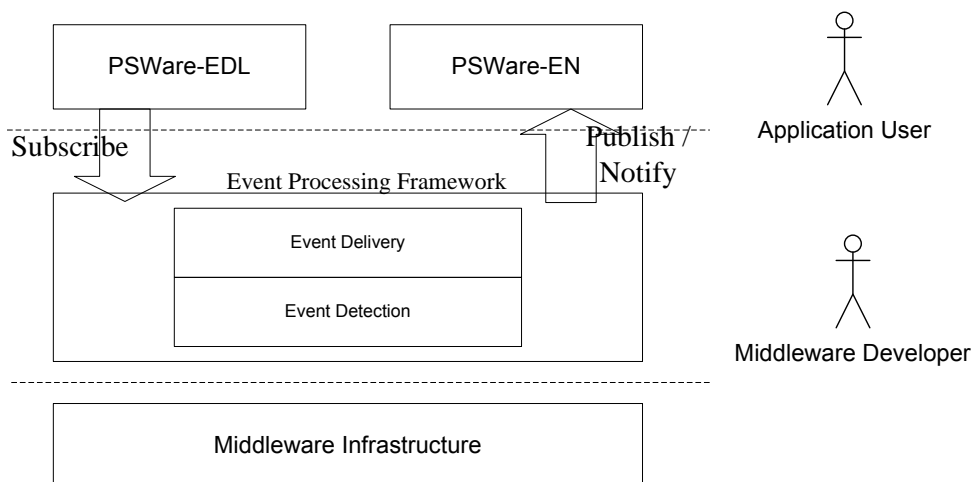 PSWare-EDL
PSWare-EN
Application User
Subscribe
Publish /
Notify
Event Processing Framework
Event Delivery
Event Detection
Middleware Developer
Middleware Infrastructure